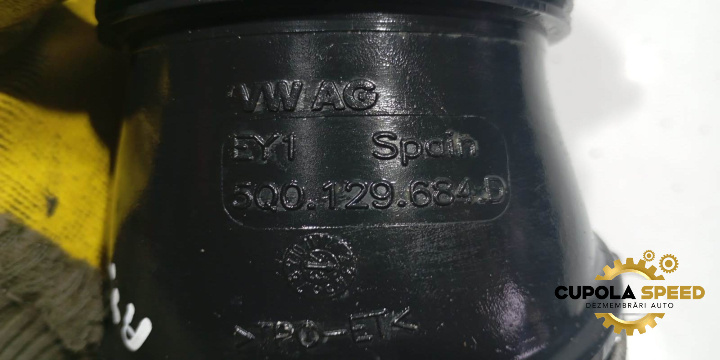 VW AG
EY1 Spain
5Q0.129.684.D
CUPOLA SPEED
DEZMEMBRĂRI AUTO